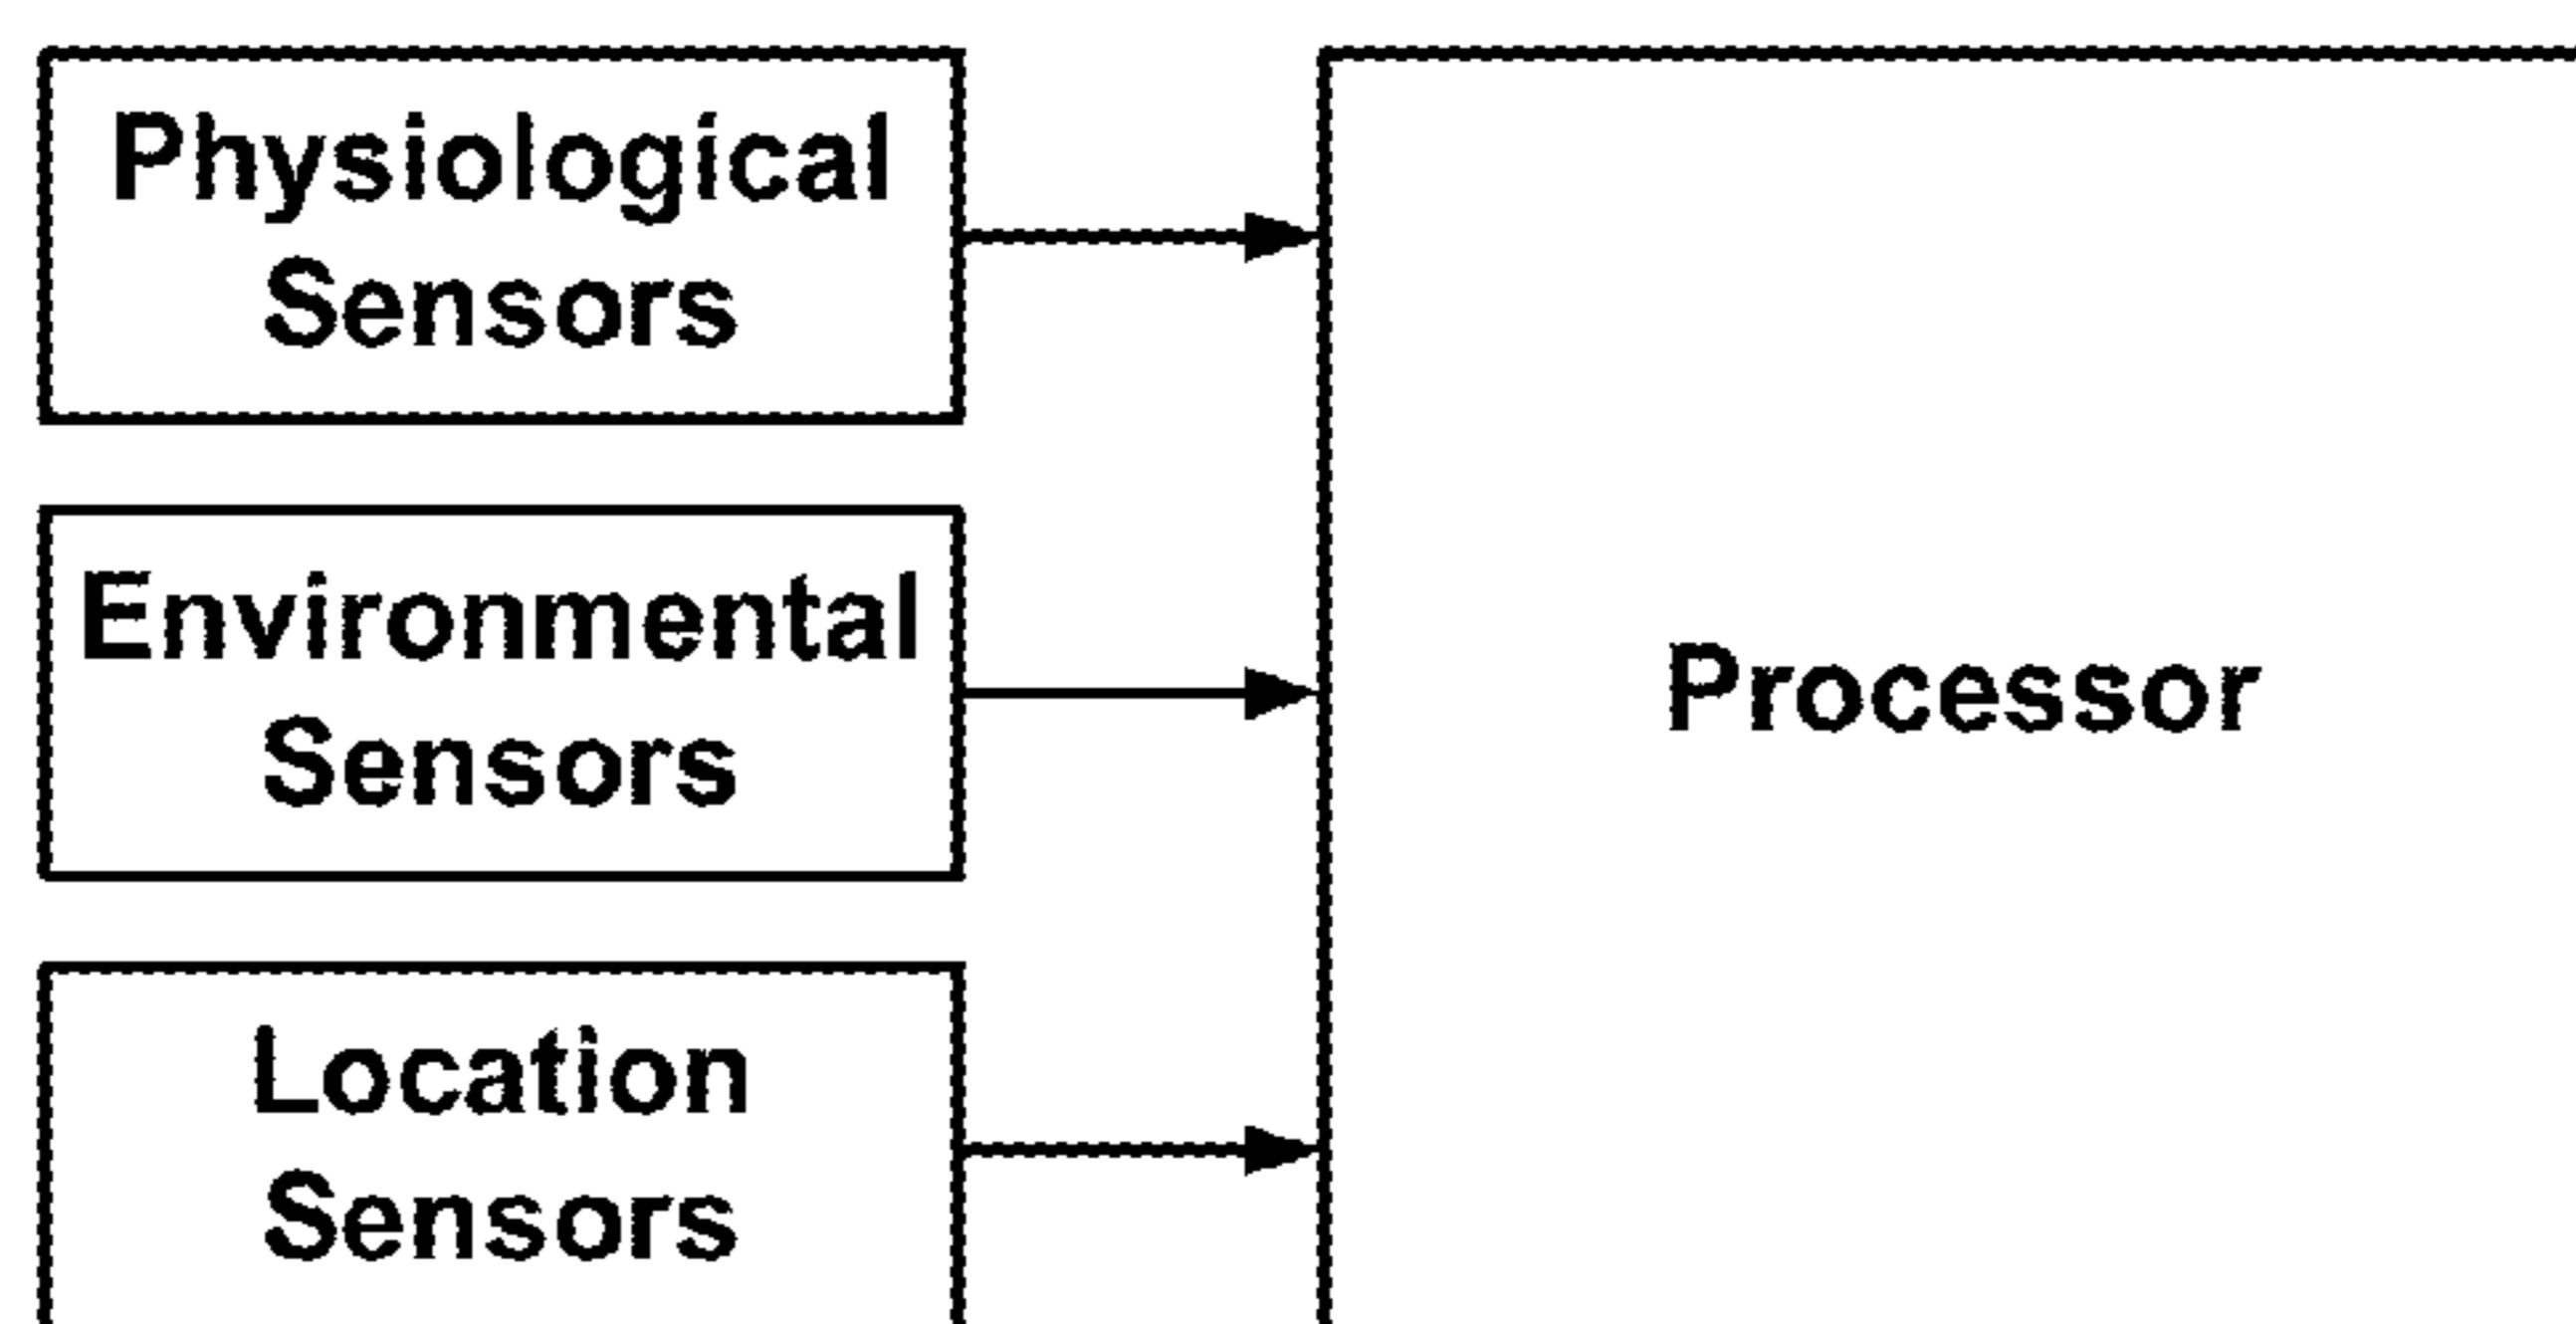 Physiological
Sensors
Environmental
Sensors
Processor
Location
Sensors